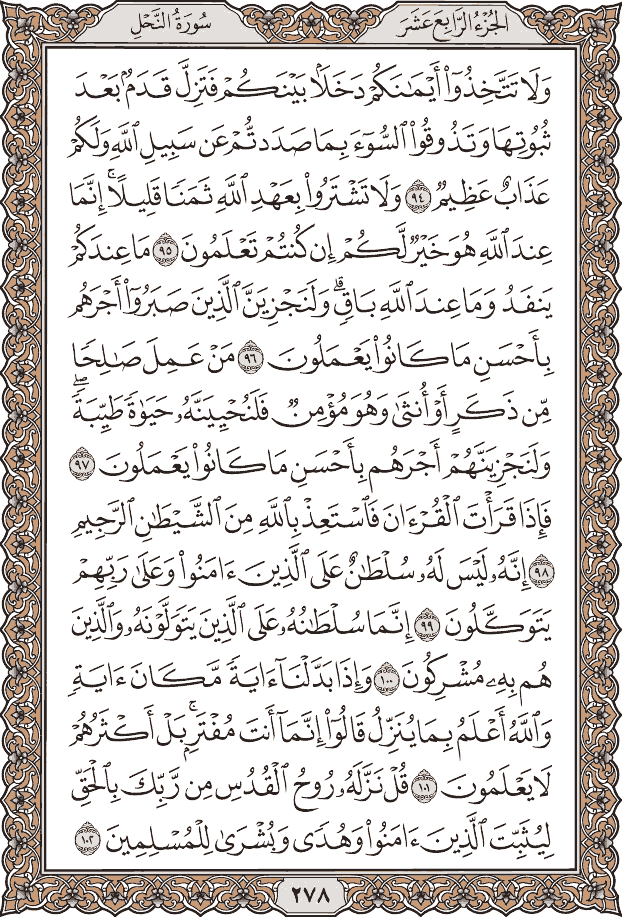 الجُزْءُ الرَّابِعَ عَشَرَ
سُورَةُ النَّحْلِ
وَلَا تَتَّخِذُوٓا۟ أَيْمَٰنَكُمْ دَخَلًۢا بَيْنَكُمْ فَتَزِلَّ قَدَمٌۢ بَعْدَ
ثُبُوتِهَا وَتَذُوقُوا۟ ٱلسُّوٓءَ بِمَا صَدَدتُّمْ عَن سَبِيلِ ٱللَّهِ وَلَكُمْ
عَذَابٌ عَظِيمٌ ٩٤ وَلَا تَشْتَرُوا۟ بِعَهْدِ ٱللَّهِ ثَمَنًا قَلِيلًا ۚ إِنَّمَا
عِندَ ٱللَّهِ هُوَ خَيْرٌ لَّكُمْ إِن كُنتُمْ تَعْلَمُونَ ٩٥ مَا عِندَكُمْ
يَنفَدُ وَمَا عِندَ ٱللَّهِ بَاقٍ ۗ وَلَنَجْزِيَنَّ ٱلَّذِينَ صَبَرُوٓا۟ أَجْرَهُم
بِأَحْسَنِ مَا كَانُوا۟ يَعْمَلُونَ ٩٦ مَنْ عَمِلَ صَٰلِحًا
مِّن ذَكَرٍ أَوْ أُنثَىٰ وَهُوَ مُؤْمِنٌ فَلَنُحْيِيَنَّهُۥ حَيَوٰةً طَيِّبَةً ۖ
وَلَنَجْزِيَنَّهُمْ أَجْرَهُم بِأَحْسَنِ مَا كَانُوا۟ يَعْمَلُونَ ٩٧
فَإِذَا قَرَأْتَ ٱلْقُرْءَانَ فَٱسْتَعِذْ بِٱللَّهِ مِنَ ٱلشَّيْطَٰنِ ٱلرَّجِيمِ
٩٨ إِنَّهُۥ لَيْسَ لَهُۥ سُلْطَٰنٌ عَلَى ٱلَّذِينَ ءَامَنُوا۟ وَعَلَىٰ رَبِّهِمْ
يَتَوَكَّلُونَ ٩٩ إِنَّمَا سُلْطَٰنُهُۥ عَلَى ٱلَّذِينَ يَتَوَلَّوْنَهُۥ وَٱلَّذِينَ
هُم بِهِۦ مُشْرِكُونَ ١٠٠ وَإِذَا بَدَّلْنَآ ءَايَةً مَّكَانَ ءَايَةٍ ۙ
وَٱللَّهُ أَعْلَمُ بِمَا يُنَزِّلُ قَالُوٓا۟ إِنَّمَآ أَنتَ مُفْتَرٍۭ ۚ بَلْ أَكْثَرُهُمْ
لَا يَعْلَمُونَ ١٠١ قُلْ نَزَّلَهُۥ رُوحُ ٱلْقُدُسِ مِن رَّبِّكَ بِٱلْحَقِّ
لِيُثَبِّتَ ٱلَّذِينَ ءَامَنُوا۟ وَهُدًى وَبُشْرَىٰ لِلْمُسْلِمِينَ ١٠٢
٢٧٨